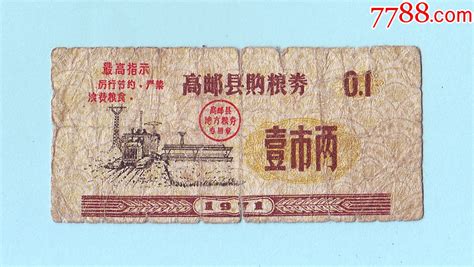 7788.com
最高指示
厉行节约，严禁
浪费粮食。
高邮县購粮券
0.1
高邮县
地方粮券
专用章
壹市两
1971